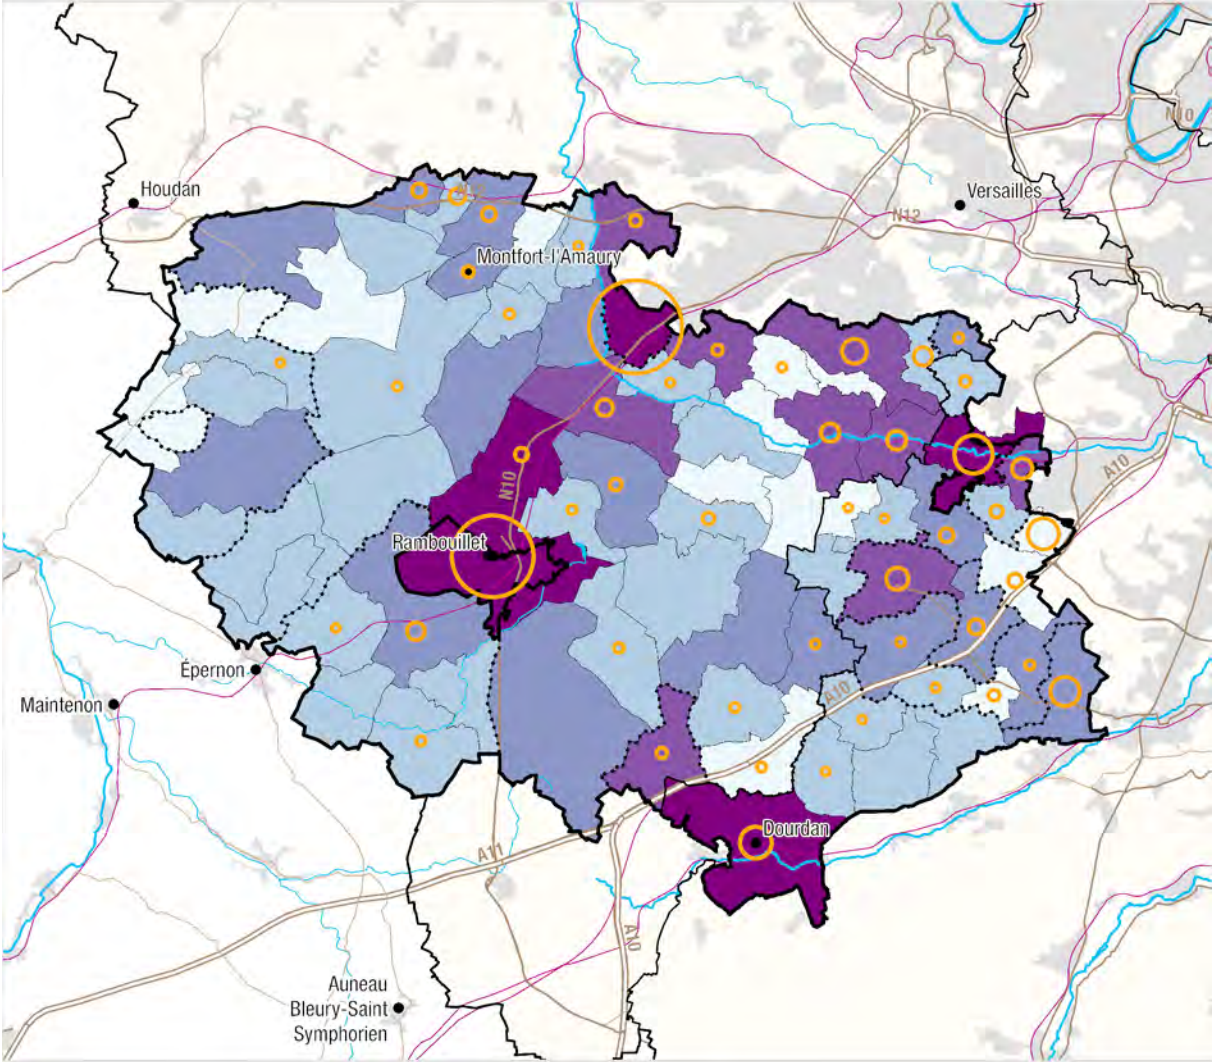 N10
Houdan
Versailles
N12
N12
Montfort-l'Amaury
A10
N10
Rambouillet
Épernon
A10
Maintenon
Dourdan
A11
A10
Auneau
Bleury-Saint
Symphorien